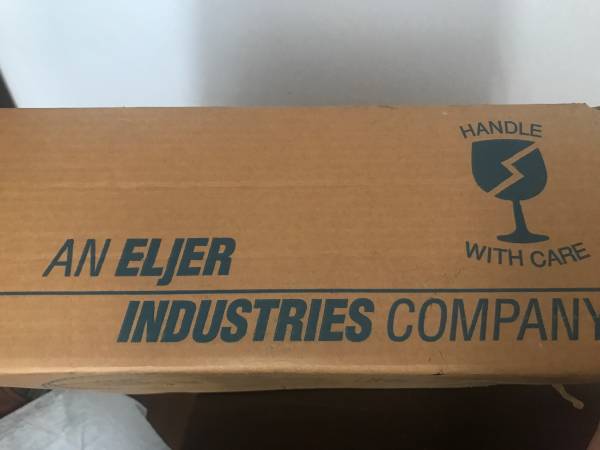 HANDLE
WITH CARE
AN ELJER
INDUSTRIES COMPANY